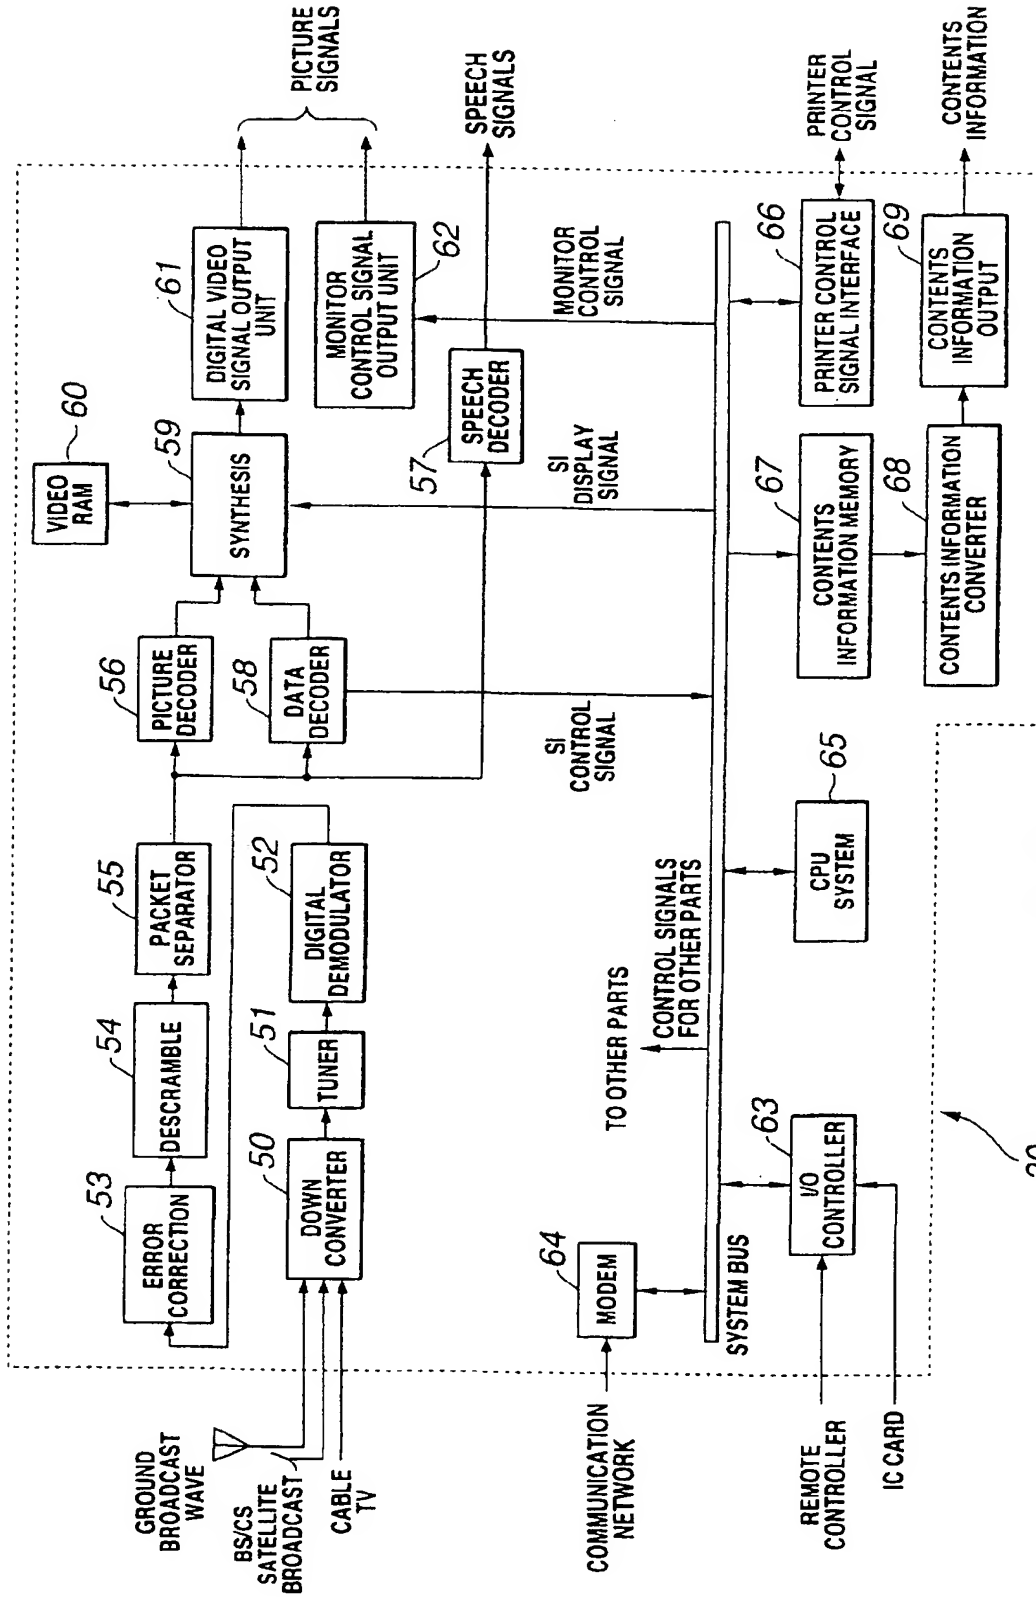 GROUND
BROADCAST
WAVE
BS/CS
SATELLITE
BROADCAST
CABLE
TV
53
ERROR
CORRECTION
54
DESCRAMBLE
55
PACKET
SEPARATOR
50
DOWN
CONVERTER
51
TUNER
52
DIGITAL
DEMODULATOR
56
PICTURE
DECODER
58
DATA
DECODER
60
VIDEO
RAM
59
SYNTHESIS
61
DIGITAL VIDEO
SIGNAL OUTPUT
UNIT
MONITOR
CONTROL SIGNAL
OUTPUT UNIT
62
PICTURE
SIGNALS
57
SPEECH
DECODER
SPEECH
SIGNALS
SI
CONTROL
SIGNAL
SI
DISPLAY
SIGNAL
MONITOR
CONTROL
SIGNAL
COMMUNICATION
NETWORK
64
MODEM
TO OTHER PARTS
CONTROL SIGNALS
FOR OTHER PARTS
SYSTEM BUS
REMOTE
CONTROLLER
IC CARD
63
I/O
CONTROLLER
CPU
SYSTEM
65
67
CONTENTS
INFORMATION MEMORY
66
PRINTER CONTROL
SIGNAL INTERFACE
PRINTER
CONTROL
SIGNAL
68
CONTENTS INFORMATION
CONVERTER
69
CONTENTS
INFORMATION
OUTPUT
CONTENTS
INFORMATION